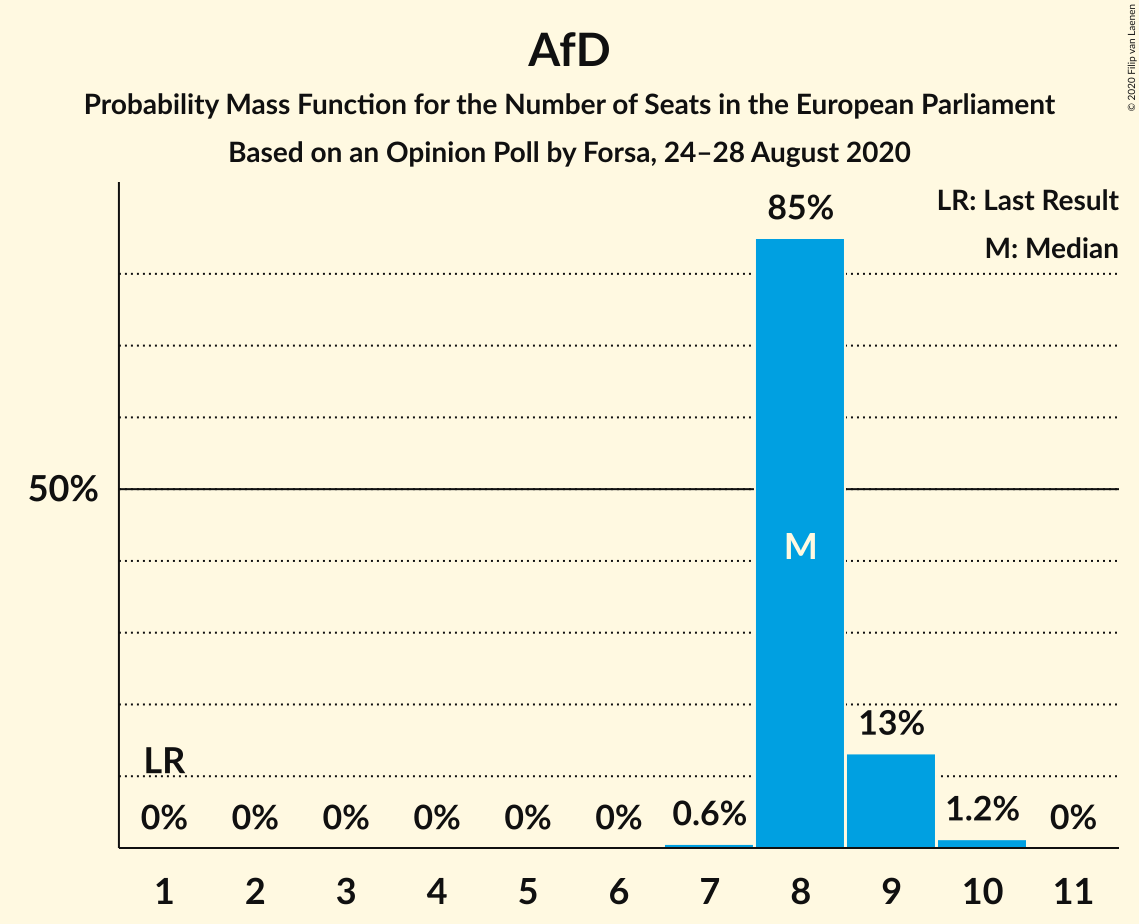 AfD
Probability Mass Function for the Number of Seats in the European Parliament
Based on an Opinion Poll by Forsa, 24–28 August 2020
© 2020 Filip van Laenen
LR: Last Result
M: Median
85%
50%
M
13%
LR
0% 0% 0% 0% 0% 0% 0.6% 1.2% 0%
1 2 3 4 5 6 7 8 9 10 11